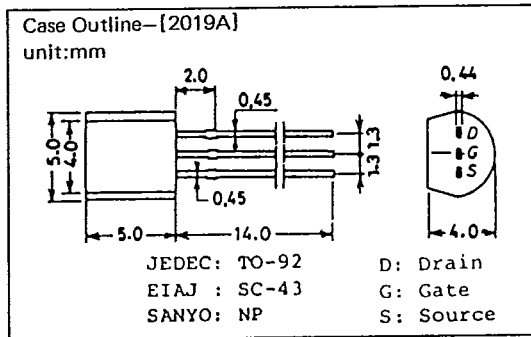 Case Outline–[2019A]
unit:mm
2.0
0,45
0,44
5.0
4.0
1.3
1.3
D
G
S
0,45
5.0
14.0
4.0
JEDEC: TO-92
EIAJ : SC-43
SANYO: NP
D: Drain
G: Gate
S: Source